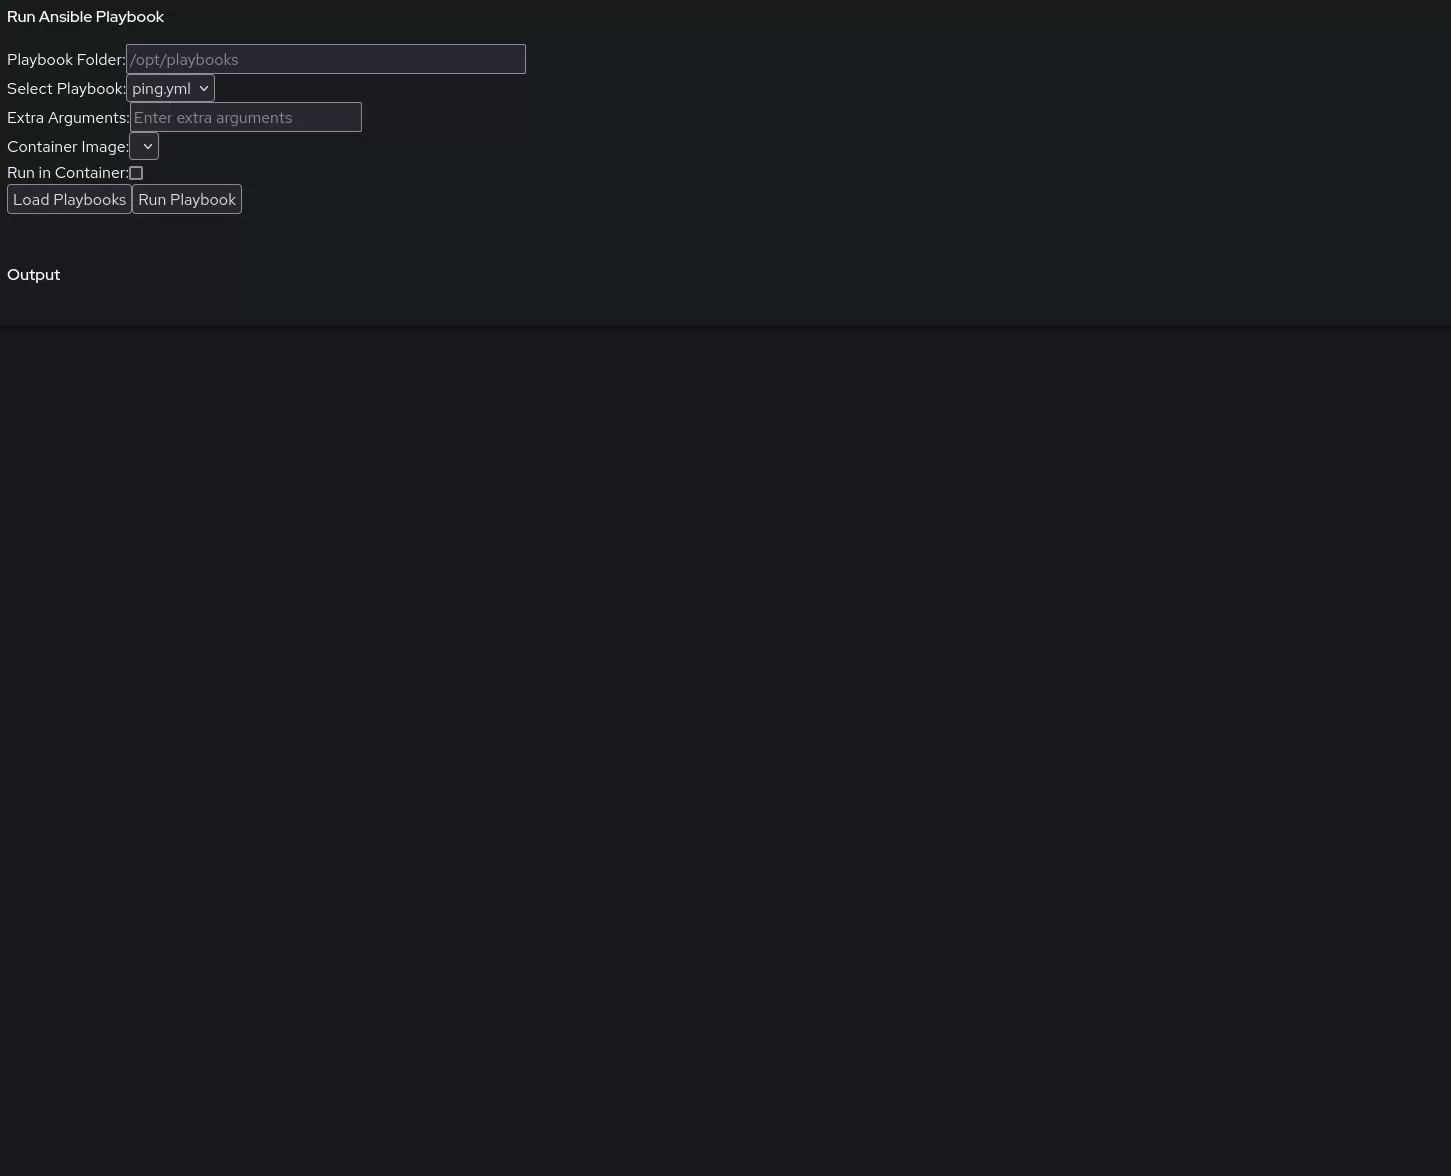 Run Ansible Playbook
Playbook Folder: /opt/playbooks
Select Playbook: ping.yml
Extra Arguments: Enter extra arguments
Container Image:
Run in Container:
Load Playbooks Run Playbook
Output